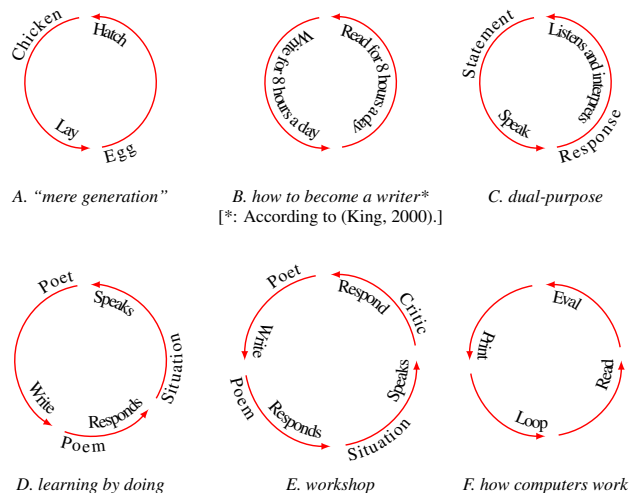 Chicken
Hatch
Lay
Egg
Write for 8 hours a day
Read for 8 hours a day
Statement
Listens and interprets
Speak
Response
A. “mere generation”
B. how to become a writer*
[*: According to (King, 2000).]
C. dual-purpose
Poet
Speaks
Situation
Write
Responds
Poem
Poet
Respond
Critic
Write
Speaks
Poem
Responds
Situation
Eval
Print
Read
Loop
D. learning by doing
E. workshop
F. how computers work